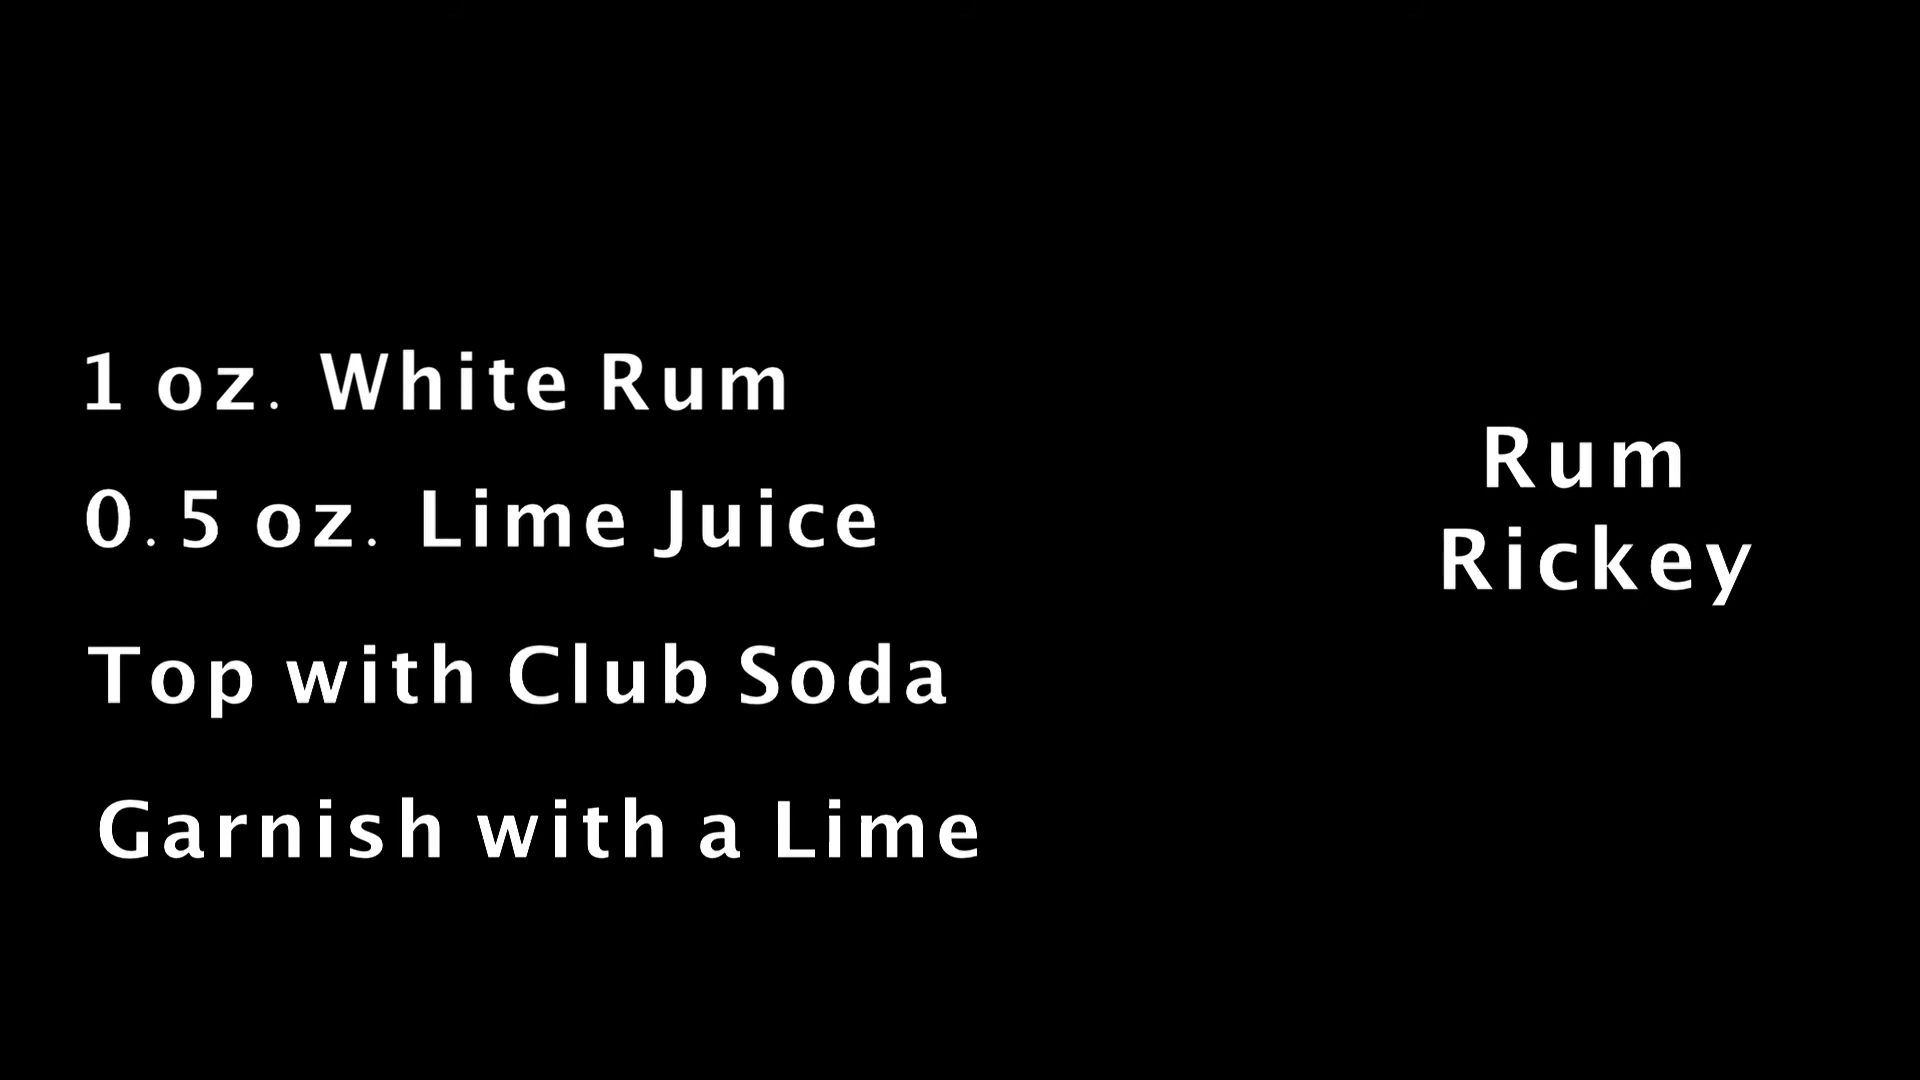 1 oz. White Rum
0.5 oz. Lime Juice
Top with Club Soda
Garnish with a Lime
Rum
Rickey